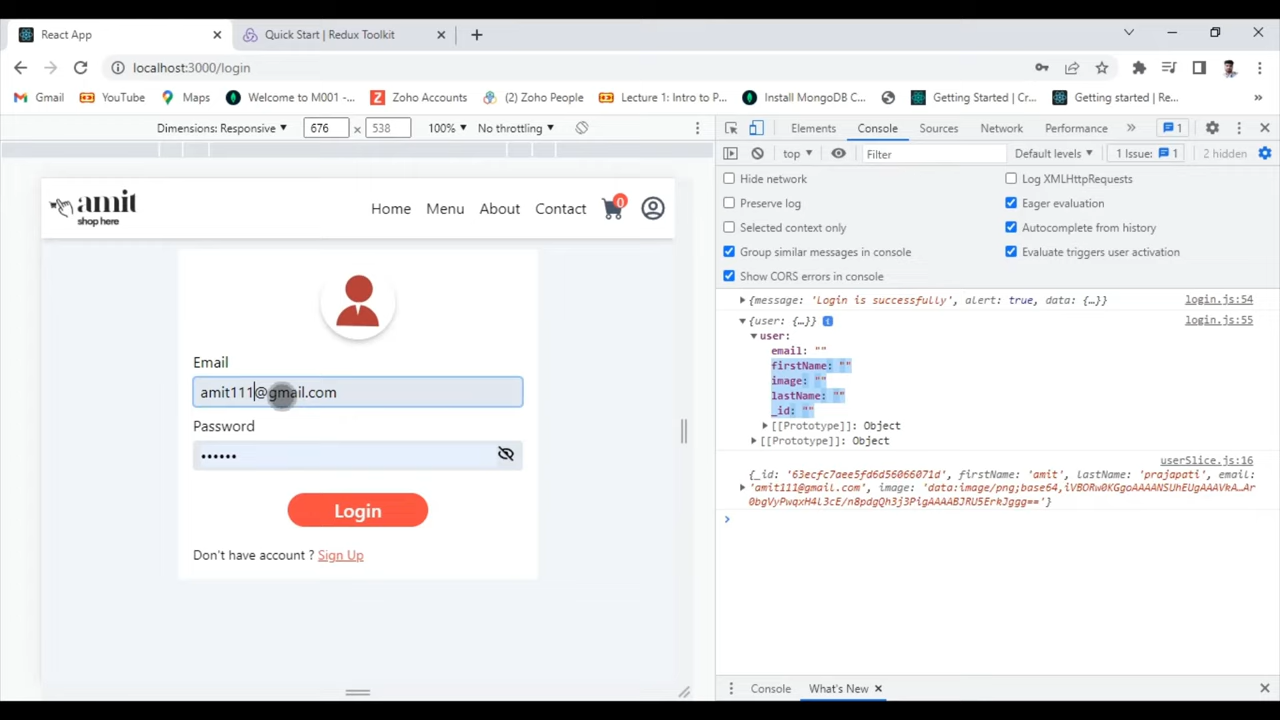 React App
Quick Start | Redux Toolkit
localhost:3000/login
Gmail
YouTube
Maps
Welcome to M001 -...
Zoho Accounts
(2) Zoho People
Lecture 1: Intro to P...
Install MongoDB C...
Getting Started | Cr...
Getting started | Re...
»
Dimensions: Responsive
676 × 538
100%
No throttling
Elements
Console
Sources
Network
Performance
»
1
top
Filter
Default levels
1 Issue: 1
2 hidden
Hide network
Log XMLHttpRequests
Preserve log
Eager evaluation
Selected context only
Autocomplete from history
Group similar messages in console
Evaluate triggers user activation
Show CORS errors in console
amit
shop here
Home
Menu
About
Contact
0
Email
amit111@gmail.com
Password
••••••
Login
Don't have account ? Sign Up
{message: 'Login is successfully', alert: true, data: {…}}
login.js:54
{user: {…}}
login.js:55
user:
email: ""
firstName: ""
image: ""
lastName: ""
_id: ""
[[Prototype]]: Object
[[Prototype]]: Object
userSlice.js:16
{_id: '63ecfc7aee5fd6d56066071d', firstName: 'amit', lastName: 'prajapati', email:
'amit111@gmail.com', image: 'data:image/png;base64,iVBORw0KGgoAAAANSUhEUgAAAVkA…Ar
0bgVyPwqxH4l3cE/n8pdgQh3j3PigAAAABJRU5ErkJggg=='}
Console
What's New